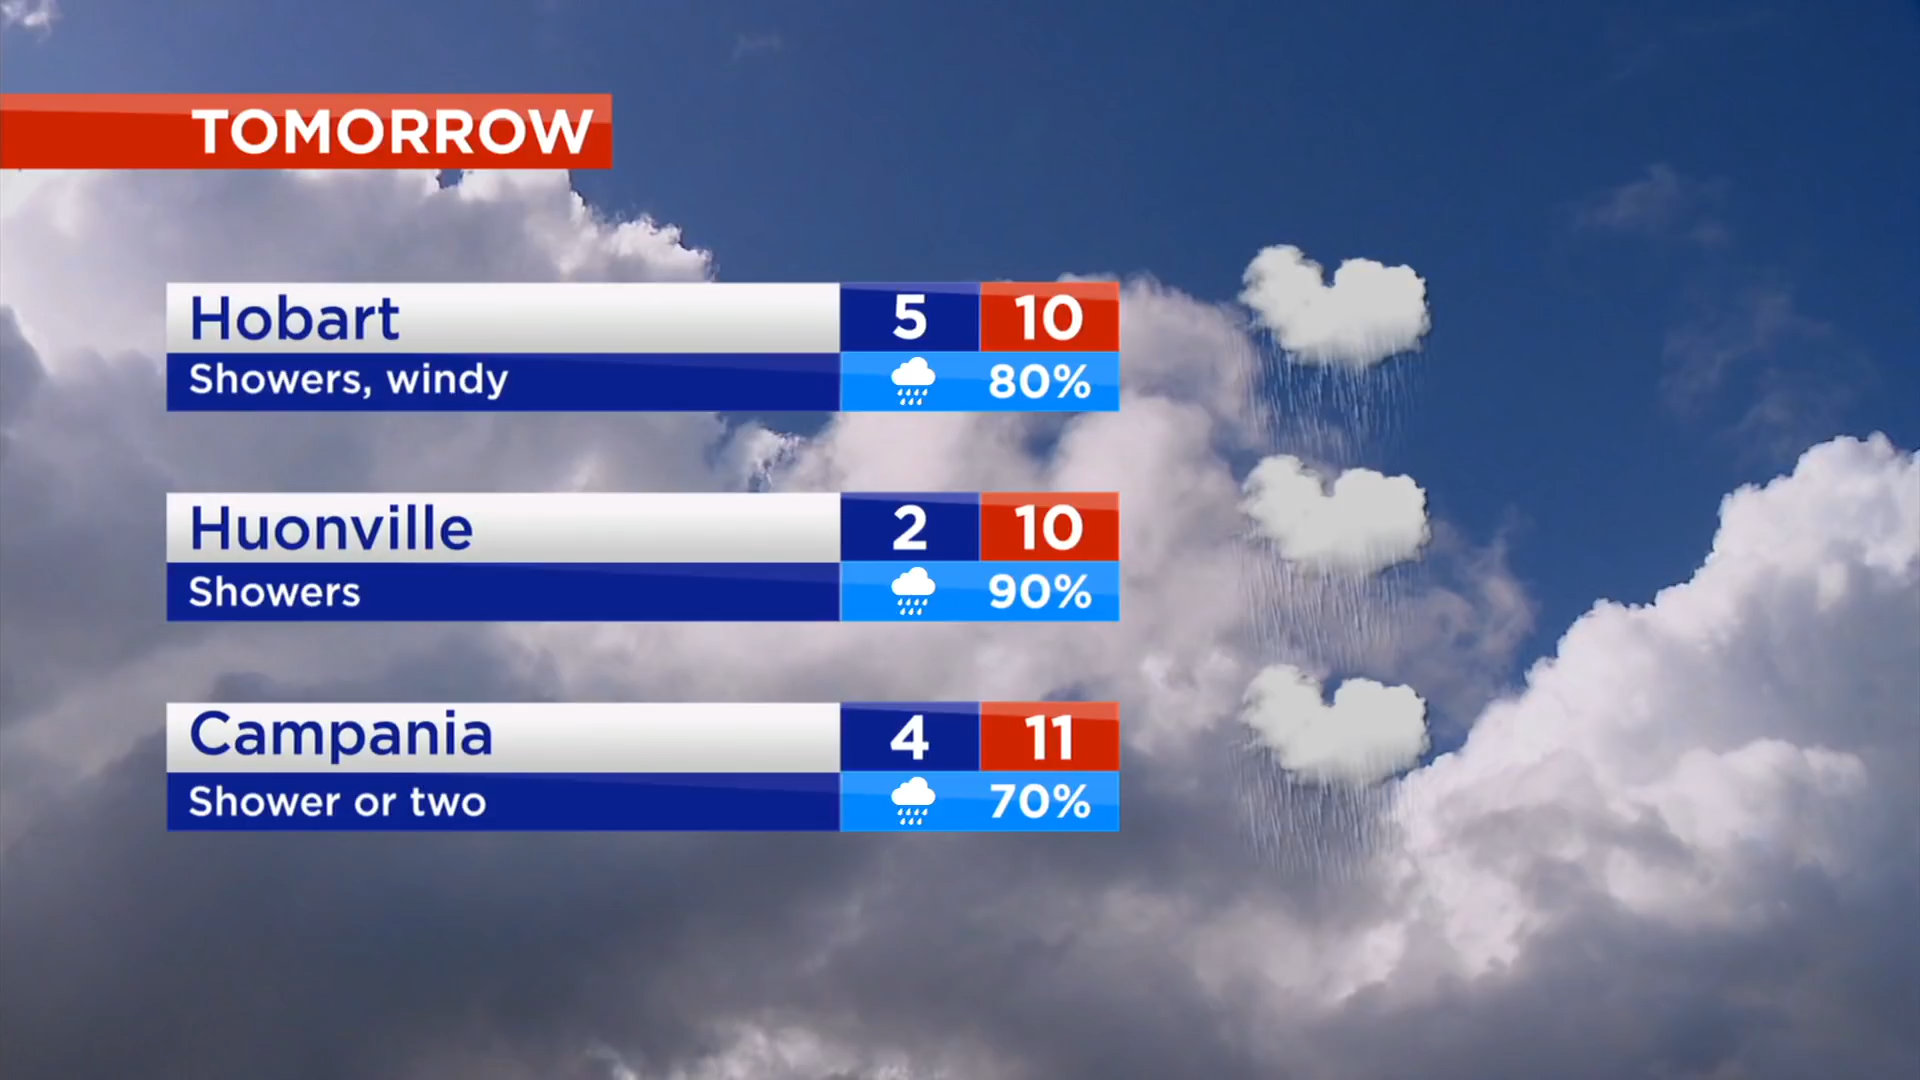 TOMORROW
Hobart 5 10
Showers, windy 80%
Huonville 2 10
Showers 90%
Campania 4 11
Shower or two 70%